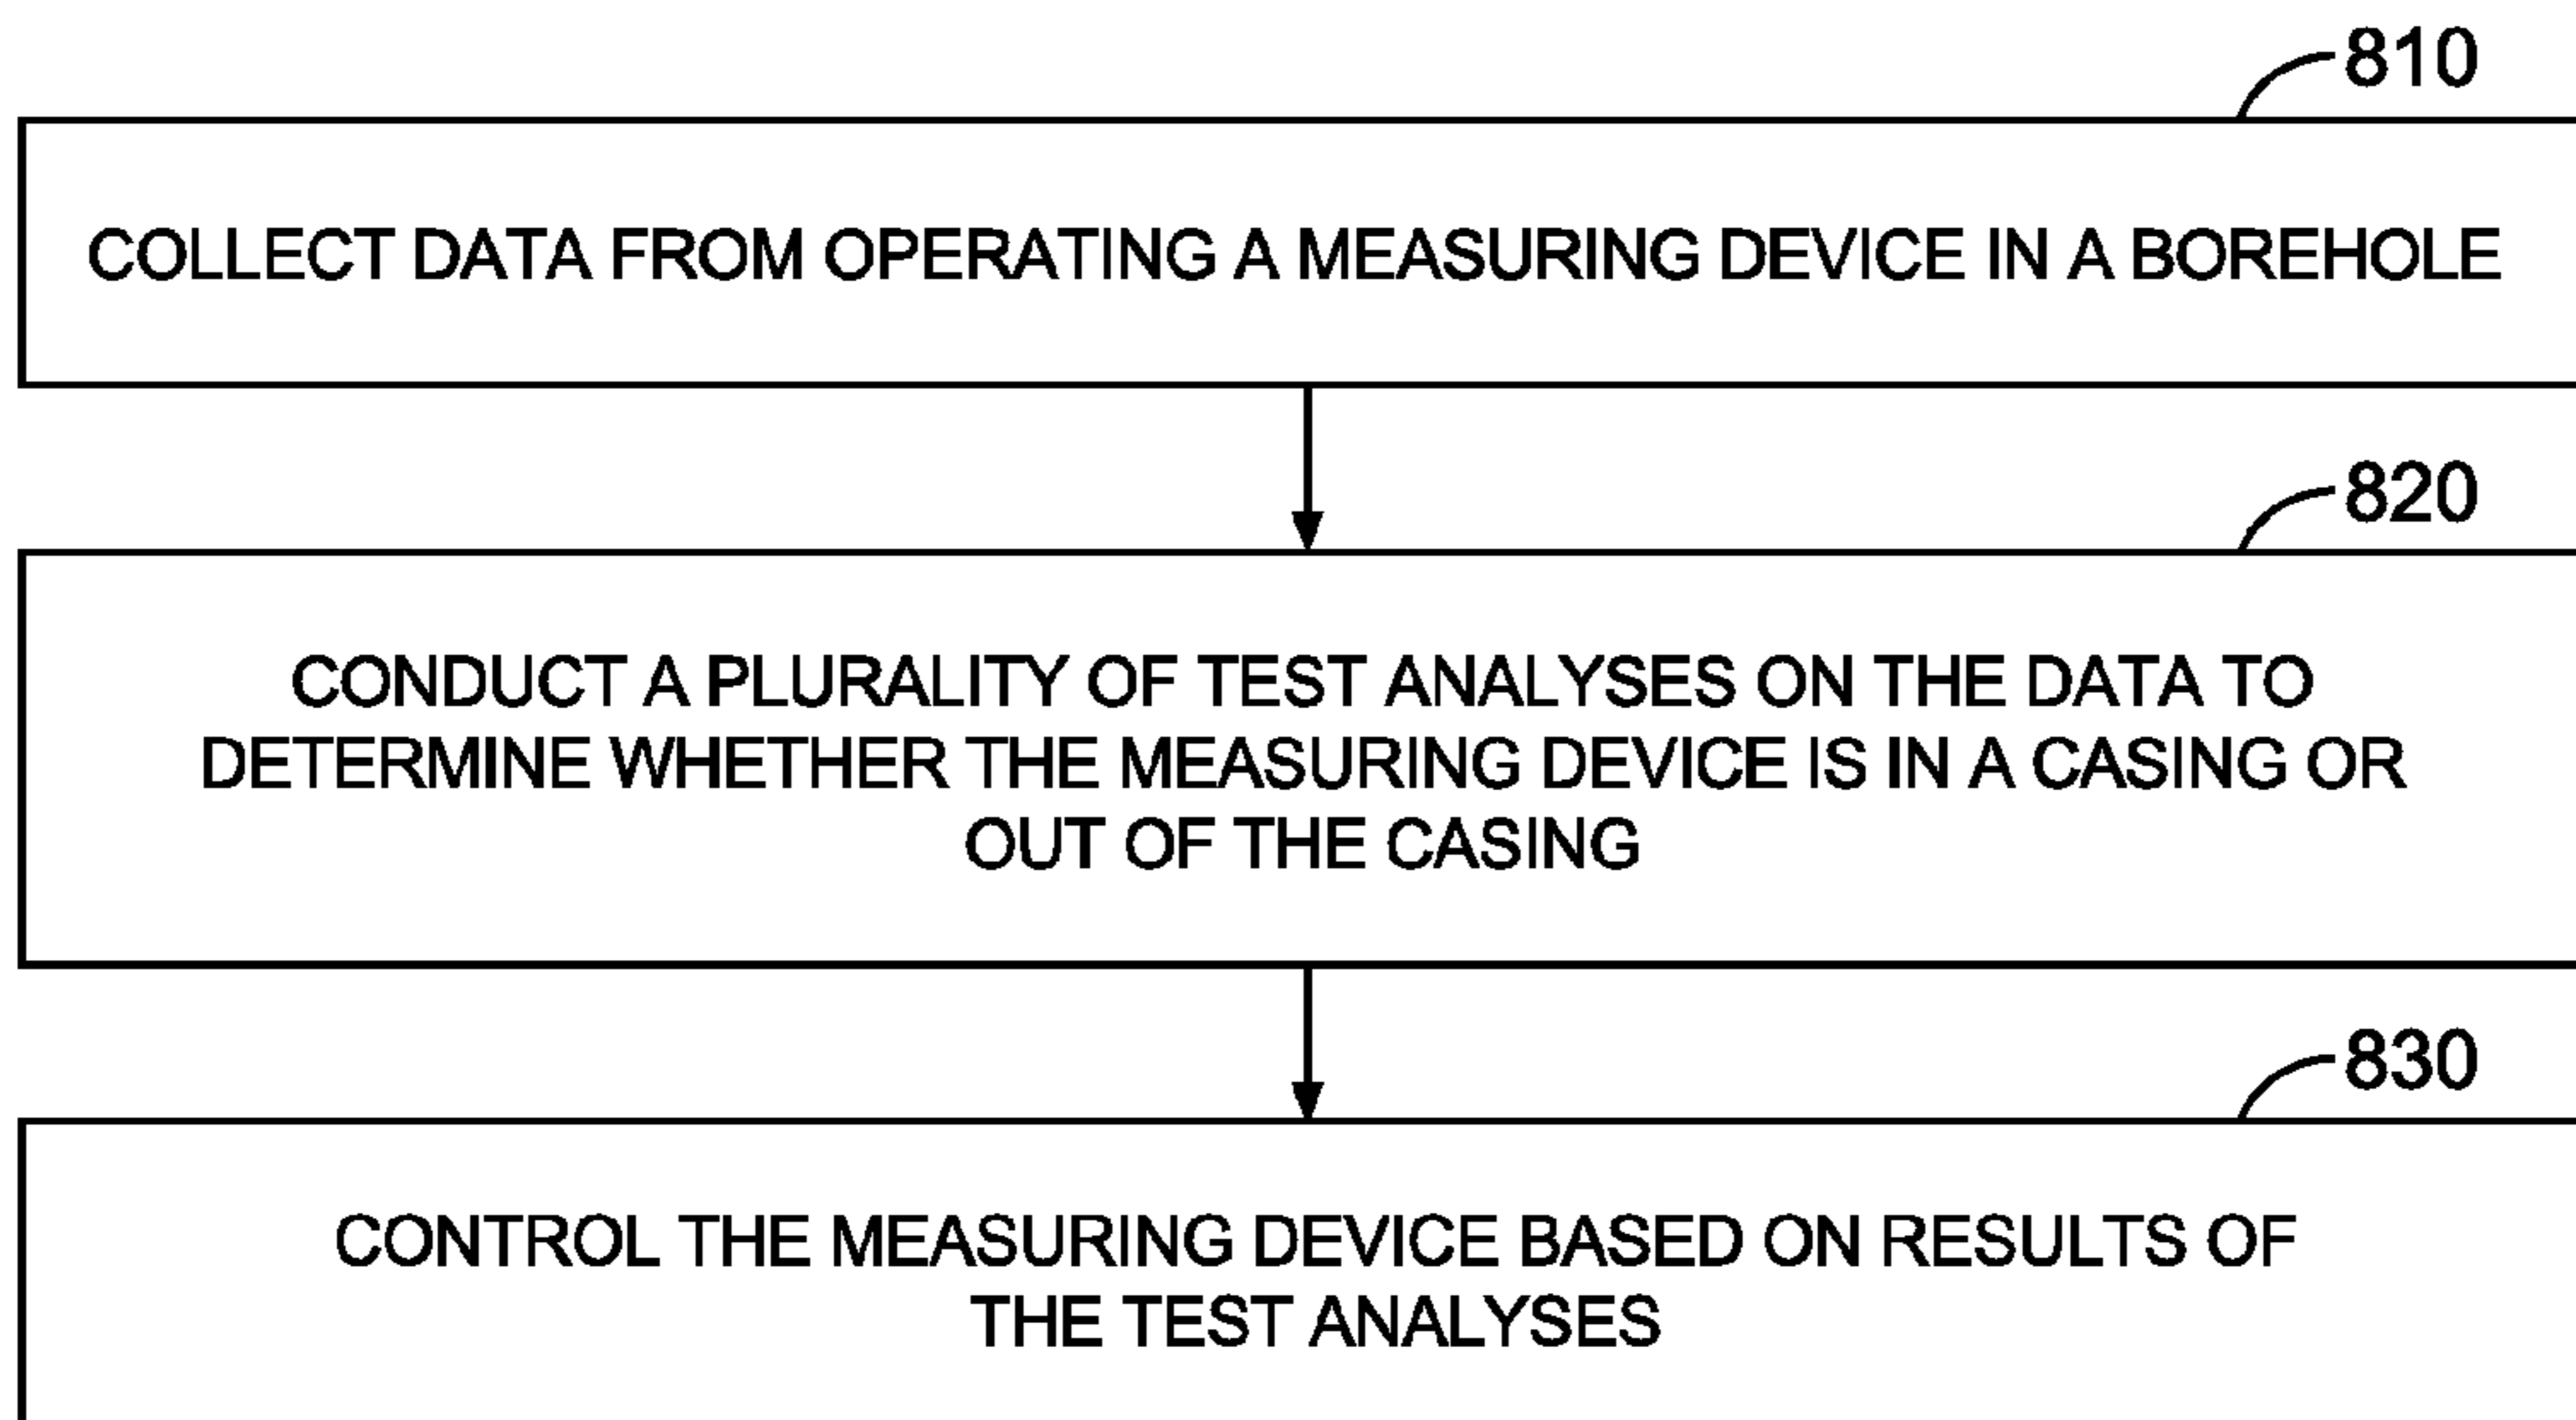 810
COLLECT DATA FROM OPERATING A MEASURING DEVICE IN A BOREHOLE
820
CONDUCT A PLURALITY OF TEST ANALYSES ON THE DATA TO
DETERMINE WHETHER THE MEASURING DEVICE IS IN A CASING OR
OUT OF THE CASING
830
CONTROL THE MEASURING DEVICE BASED ON RESULTS OF
THE TEST ANALYSES